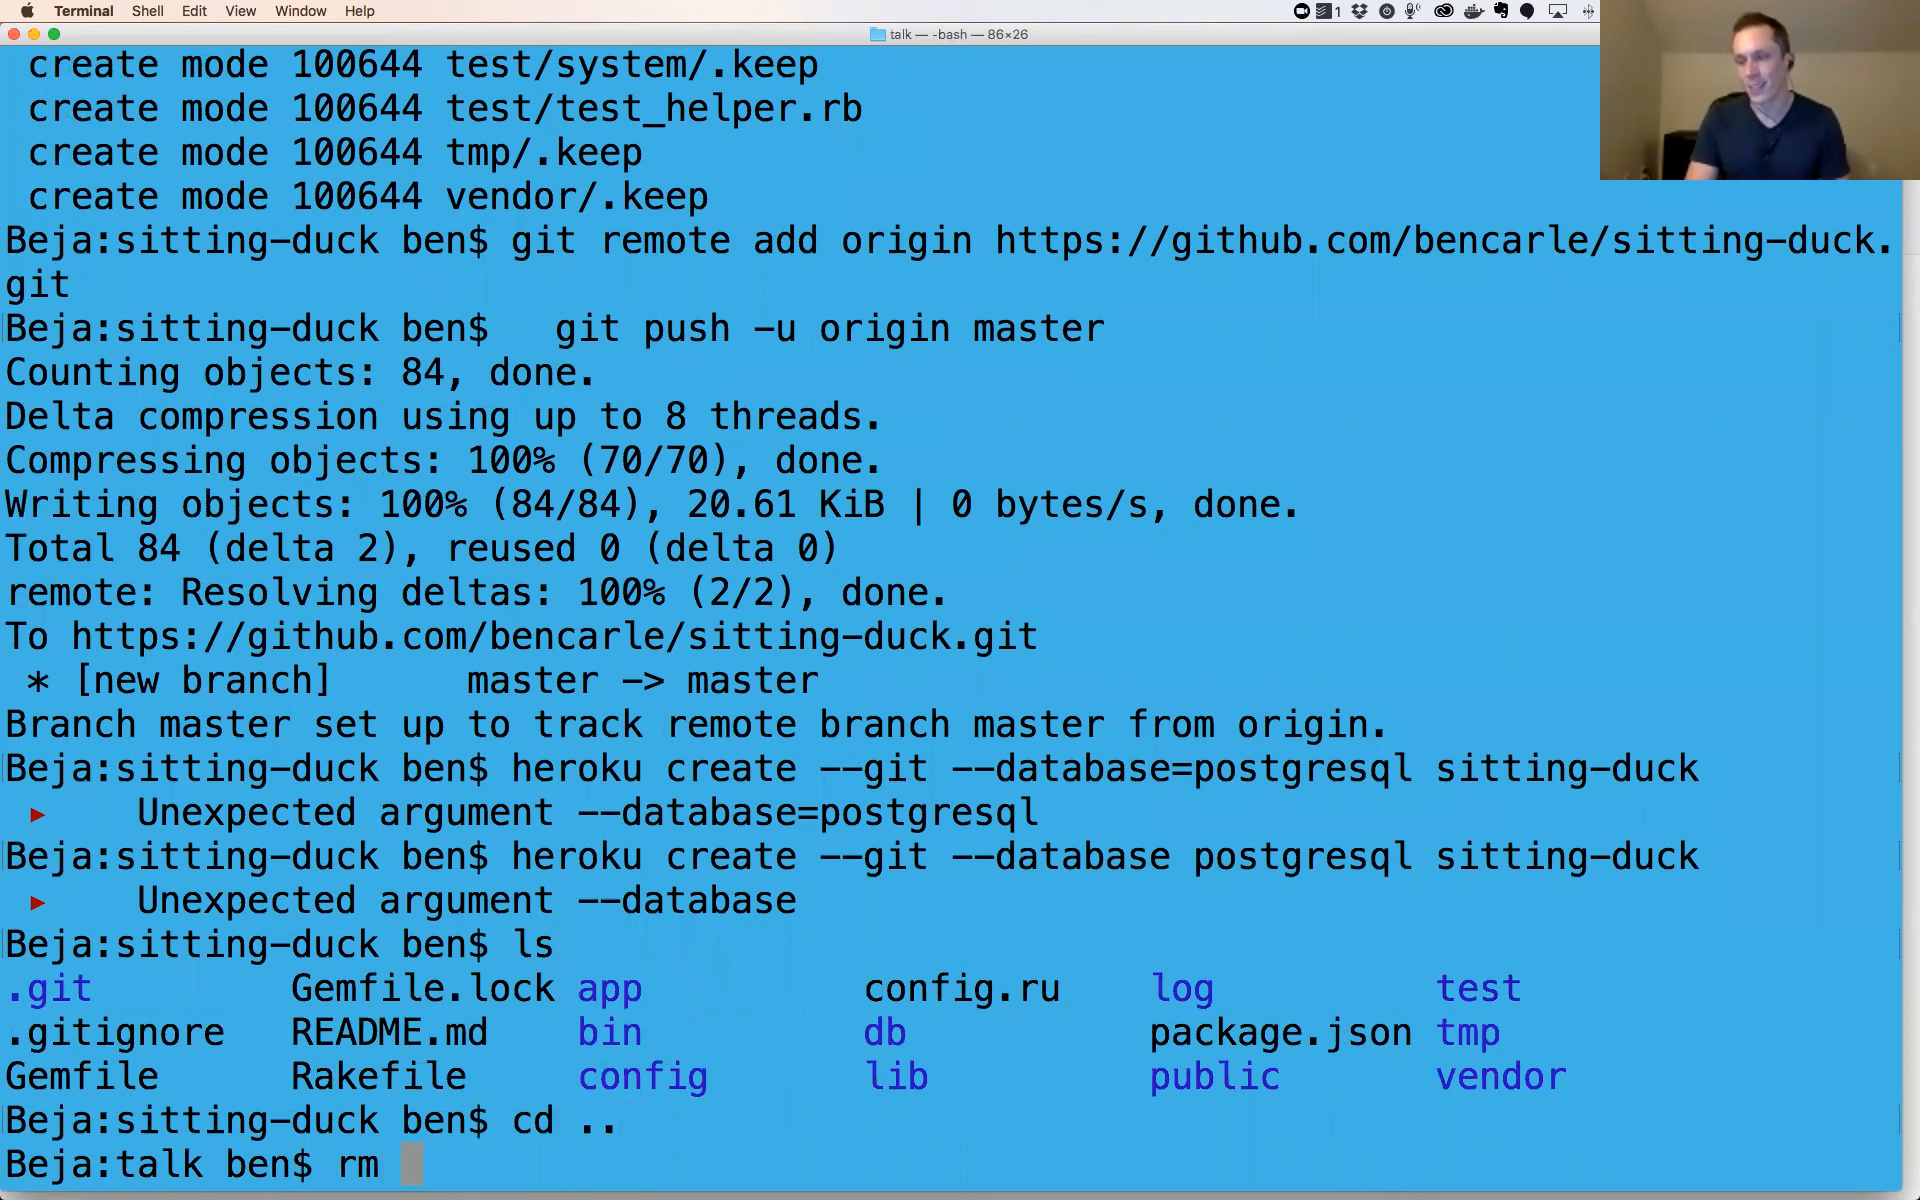 Terminal Shell Edit View Window Help
1
talk — -bash — 86×26
create mode 100644 test/system/.keep
create mode 100644 test/test_helper.rb
create mode 100644 tmp/.keep
create mode 100644 vendor/.keep
Beja:sitting-duck ben$ git remote add origin https://github.com/bencarle/sitting-duck.
git
Beja:sitting-duck ben$   git push -u origin master
Counting objects: 84, done.
Delta compression using up to 8 threads.
Compressing objects: 100% (70/70), done.
Writing objects: 100% (84/84), 20.61 KiB | 0 bytes/s, done.
Total 84 (delta 2), reused 0 (delta 0)
remote: Resolving deltas: 100% (2/2), done.
To https://github.com/bencarle/sitting-duck.git
 * [new branch]      master -> master
Branch master set up to track remote branch master from origin.
Beja:sitting-duck ben$ heroku create --git --database=postgresql sitting-duck
 ▸    Unexpected argument --database=postgresql
Beja:sitting-duck ben$ heroku create --git --database postgresql sitting-duck
 ▸    Unexpected argument --database
Beja:sitting-duck ben$ ls
.git         Gemfile.lock app          config.ru    log          test
.gitignore   README.md    bin          db           package.json tmp
Gemfile      Rakefile     config       lib          public       vendor
Beja:sitting-duck ben$ cd ..
Beja:talk ben$ rm